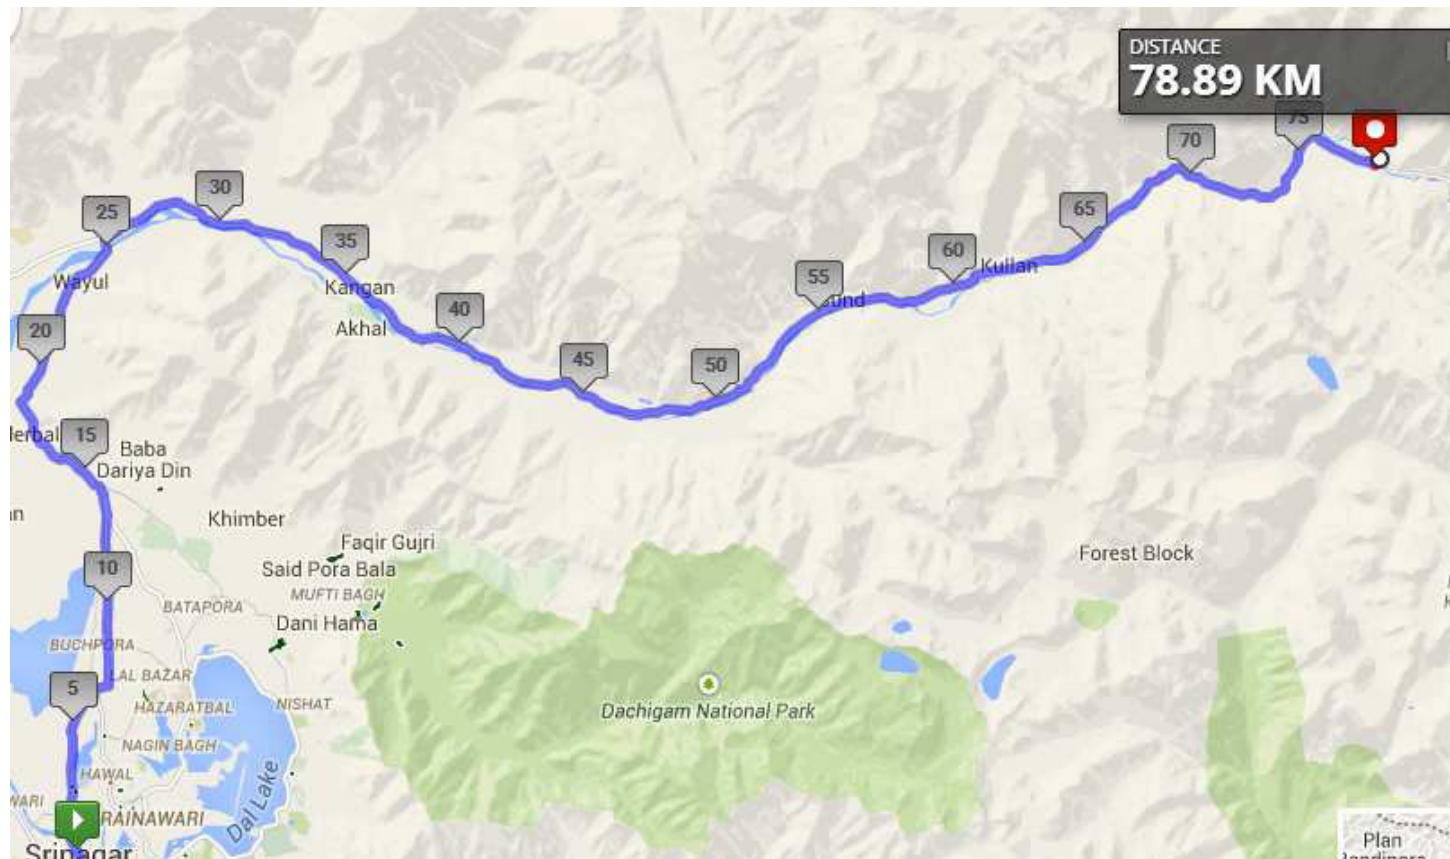 DISTANCE
78.89 KM
75
70
30
65
25
35
60
Kullan
55
Wayul
Kangan
40
20
Akhal
45
50
15
Baba
Dariya Din
Khimber
Faqir Gujri
Forest Block
10
Said Pora Bala
MUFTI BAGH
BATAPORA
Dani Hama
BUCHPORA
LAL BAZAR
5
HAZARATBAL
NISHAT
Dachigam National Park
NAGIN BAGH
HAWAL
Dal Lake
RAINAWARI
Plan
Srinagar